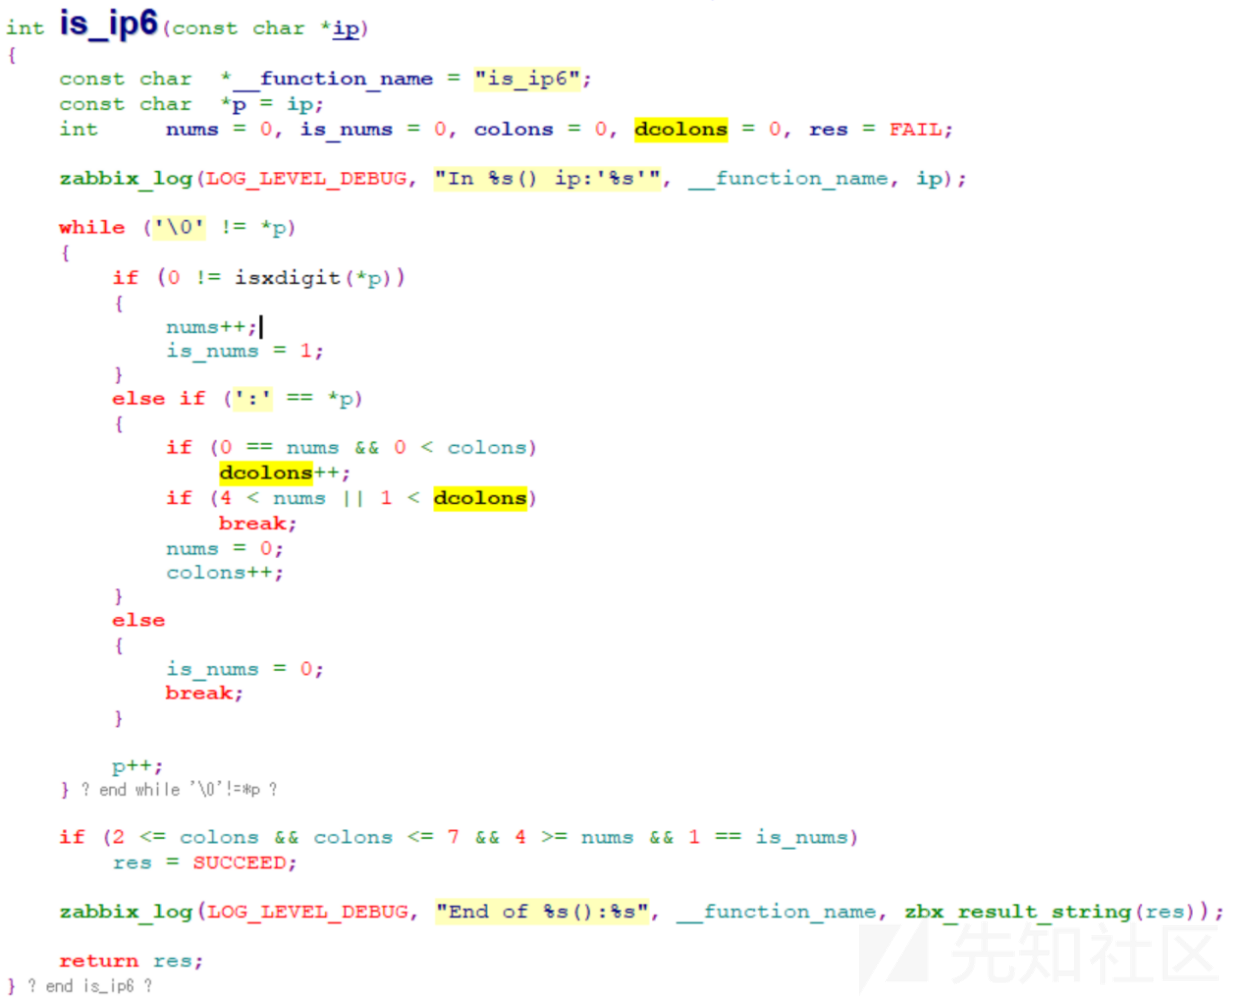 int is_ip6(const char *ip)
{
    const char  *__function_name = "is_ip6";
    const char  *p = ip;
    int     nums = 0, is_nums = 0, colons = 0, dcolons = 0, res = FAIL;

    zabbix_log(LOG_LEVEL_DEBUG, "In %s() ip:'%s'", __function_name, ip);

    while ('\0' != *p)
    {
        if (0 != isxdigit(*p))
        {
            nums++;
            is_nums = 1;
        }
        else if (':' == *p)
        {
            if (0 == nums && 0 < colons)
                dcolons++;
            if (4 < nums || 1 < dcolons)
                break;
            nums = 0;
            colons++;
        }
        else
        {
            is_nums = 0;
            break;
        }

        p++;
    } ? end while '\0'!=*p ?

    if (2 <= colons && colons <= 7 && 4 >= nums && 1 == is_nums)
        res = SUCCEED;

    zabbix_log(LOG_LEVEL_DEBUG, "End of %s():%s", __function_name, zbx_result_string(res));

    return res;
} ? end is_ip6 ?
先知社区